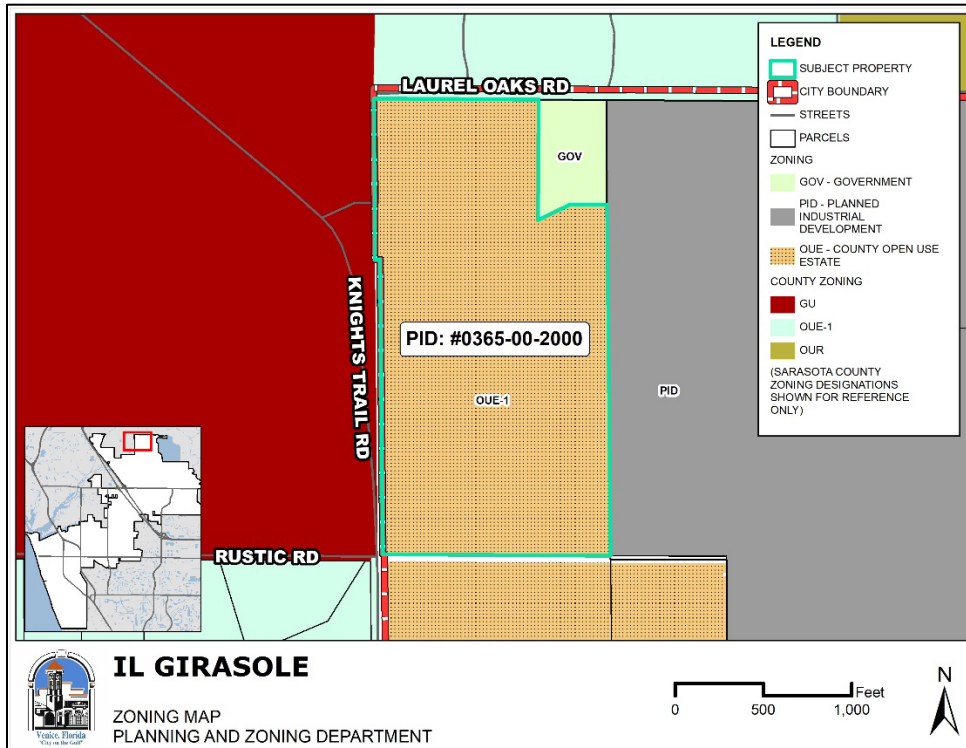 LAUREL OAKS RD
GOV
KNIGHTS TRAIL RD
PID: #0365-00-2000
OUE-1
PID
RUSTIC RD
LEGEND
SUBJECT PROPERTY
CITY BOUNDARY
STREETS
PARCELS
ZONING
GOV - GOVERNMENT
PID - PLANNED
INDUSTRIAL
DEVELOPMENT
OUE - COUNTY OPEN USE
ESTATE
COUNTY ZONING
GU
OUE-1
OUR
(SARASOTA COUNTY
ZONING DESIGNATIONS
SHOWN FOR REFERENCE
ONLY)
Venice, Florida
"City on the Gulf"
IL GIRASOLE
ZONING MAP
PLANNING AND ZONING DEPARTMENT
Feet
0 500 1,000
N